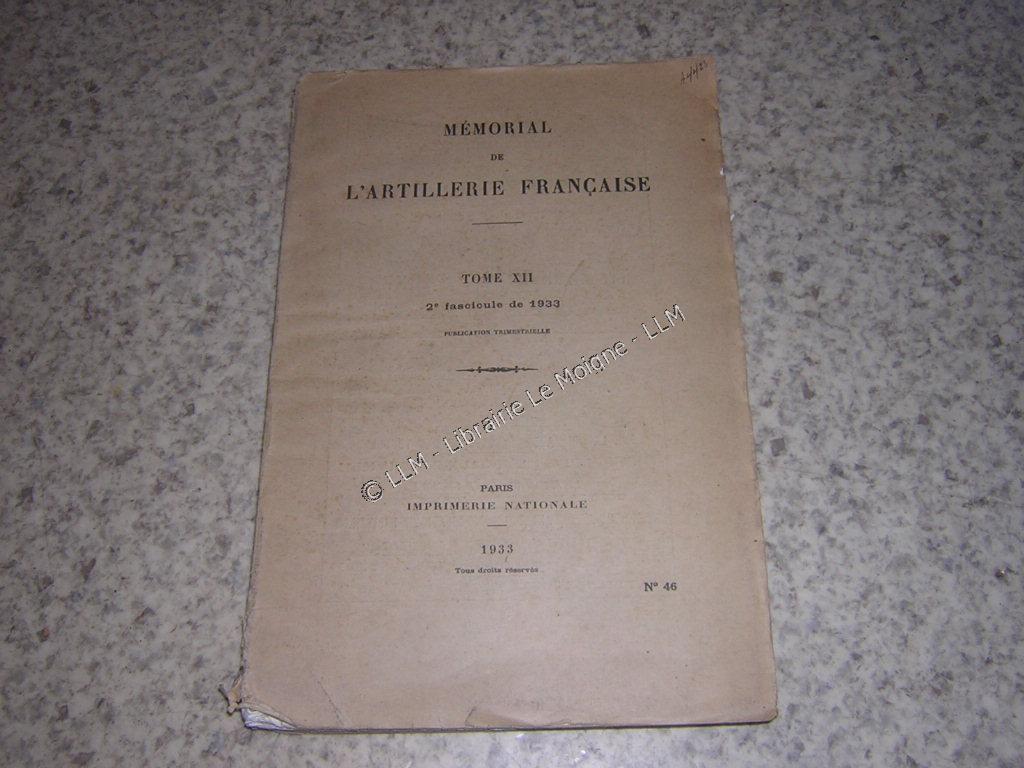 MÉMORIAL
DE
L'ARTILLERIE FRANÇAISE
TOME XII
2e fascicule de 1933
PUBLICATION TRIMESTRIELLE
© LLM - Librairie Le Moigne - LLM
PARIS
IMPRIMERIE NATIONALE
1933
Tous droits réservés
N° 46